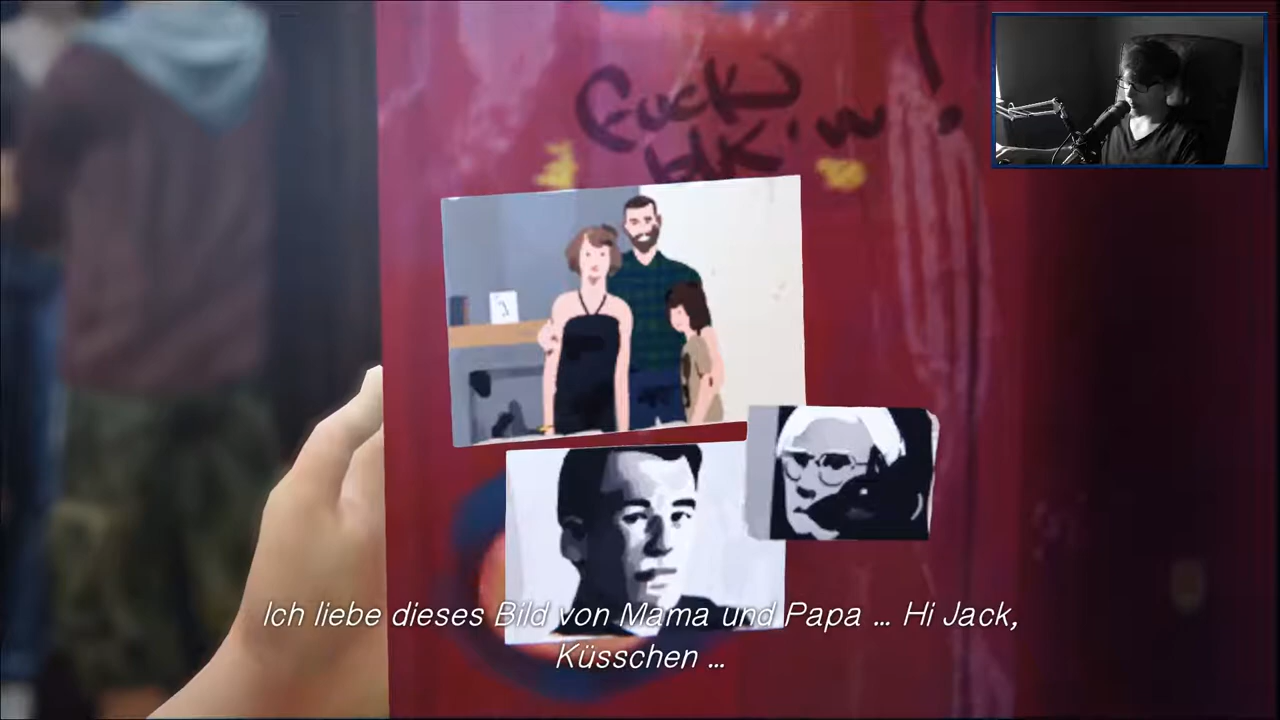 Fuck
Ich liebe dieses Bild von Mama und Papa ... Hi Jack,
Küsschen ...